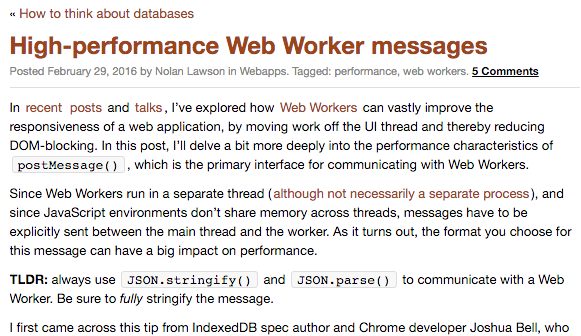 « How to think about databases
High-performance Web Worker messages
Posted February 29, 2016 by Nolan Lawson in Webapps. Tagged: performance, web workers. 5 Comments
In recent posts and talks, I've explored how Web Workers can vastly improve the
responsiveness of a web application, by moving work off the UI thread and thereby reducing
DOM-blocking. In this post, I'll delve a bit more deeply into the performance characteristics of
postMessage() , which is the primary interface for communicating with Web Workers.
Since Web Workers run in a separate thread (although not necessarily a separate process), and
since JavaScript environments don't share memory across threads, messages have to be
explicitly sent between the main thread and the worker. As it turns out, the format you choose for
this message can have a big impact on performance.
TLDR: always use JSON.stringify() and JSON.parse() to communicate with a Web
Worker. Be sure to fully stringify the message.
I first came across this tip from IndexedDB spec author and Chrome developer Joshua Bell, who